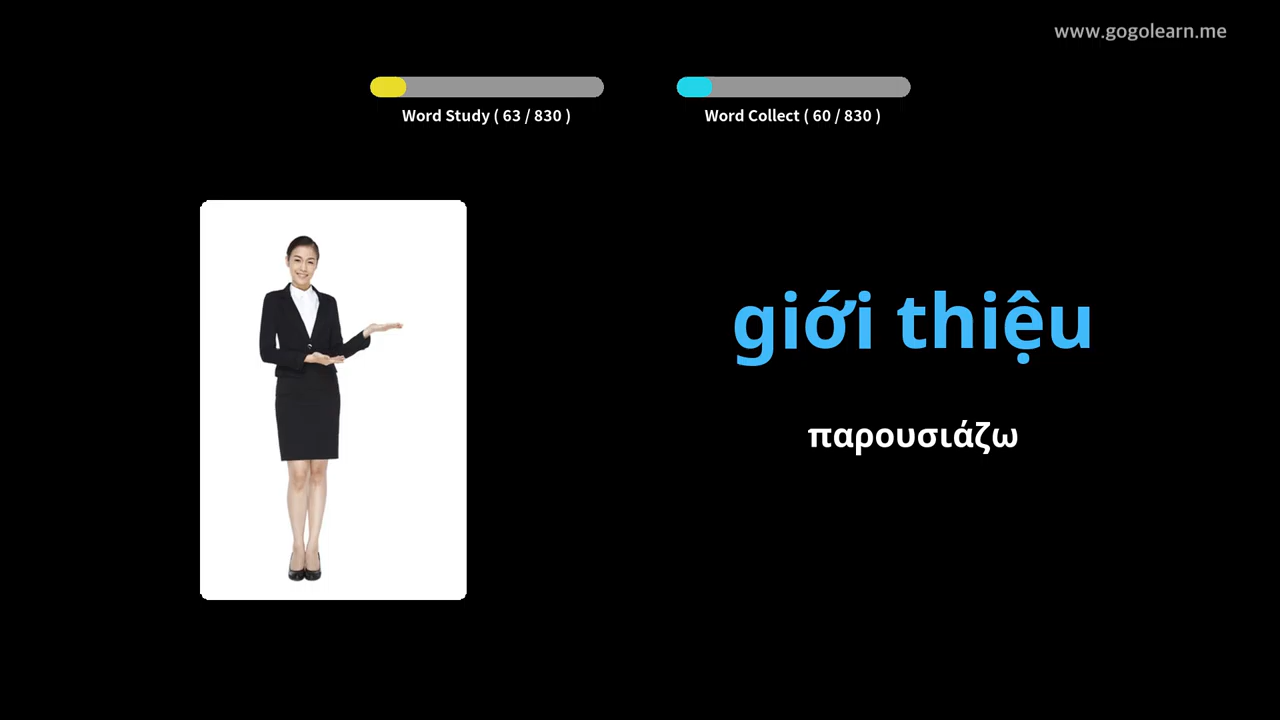 www.gogolearn.me
Word Study ( 63 / 830 )
Word Collect ( 60 / 830 )
giới thiệu
παρουσιάζω